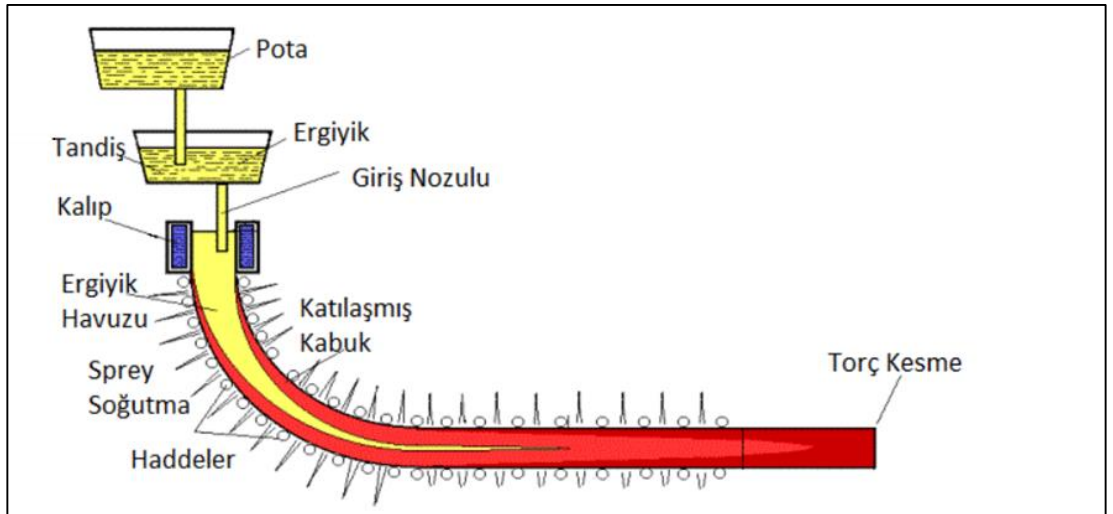 Pota
Ergiyik
Tandiş
Giriş Nozulu
Kalıp
Ergiyik
Havuzu
Katılaşmış
Kabuk
Sprey
Soğutma
Torç Kesme
Haddeler